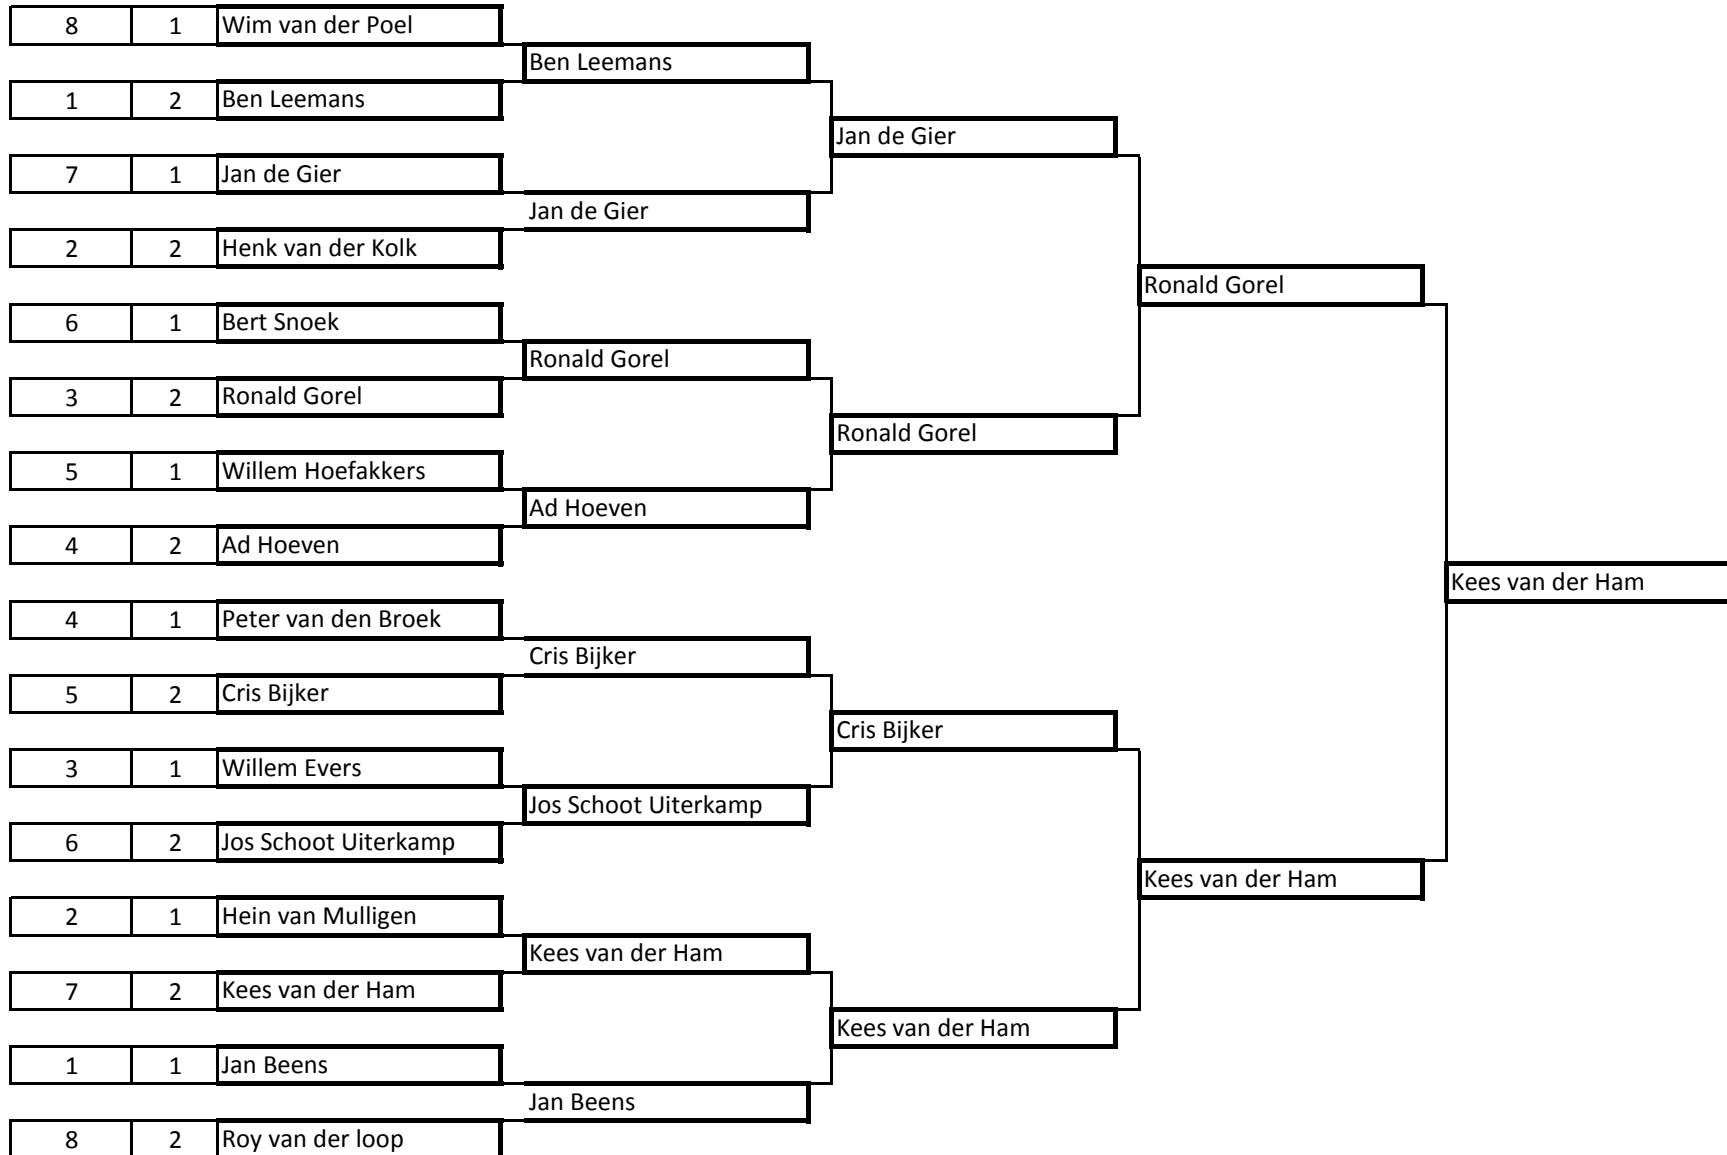 8 1 Wim van der Poel
Ben Leemans
1 2 Ben Leemans
Jan de Gier
7 1 Jan de Gier
Jan de Gier
2 2 Henk van der Kolk
Ronald Gorel
6 1 Bert Snoek
Ronald Gorel
3 2 Ronald Gorel
Ronald Gorel
5 1 Willem Hoefakkers
Ad Hoeven
4 2 Ad Hoeven
Kees van der Ham
4 1 Peter van den Broek
Cris Bijker
5 2 Cris Bijker
Cris Bijker
3 1 Willem Evers
Jos Schoot Uiterkamp
6 2 Jos Schoot Uiterkamp
Kees van der Ham
2 1 Hein van Mulligen
Kees van der Ham
7 2 Kees van der Ham
Kees van der Ham
1 1 Jan Beens
Jan Beens
8 2 Roy van der loop